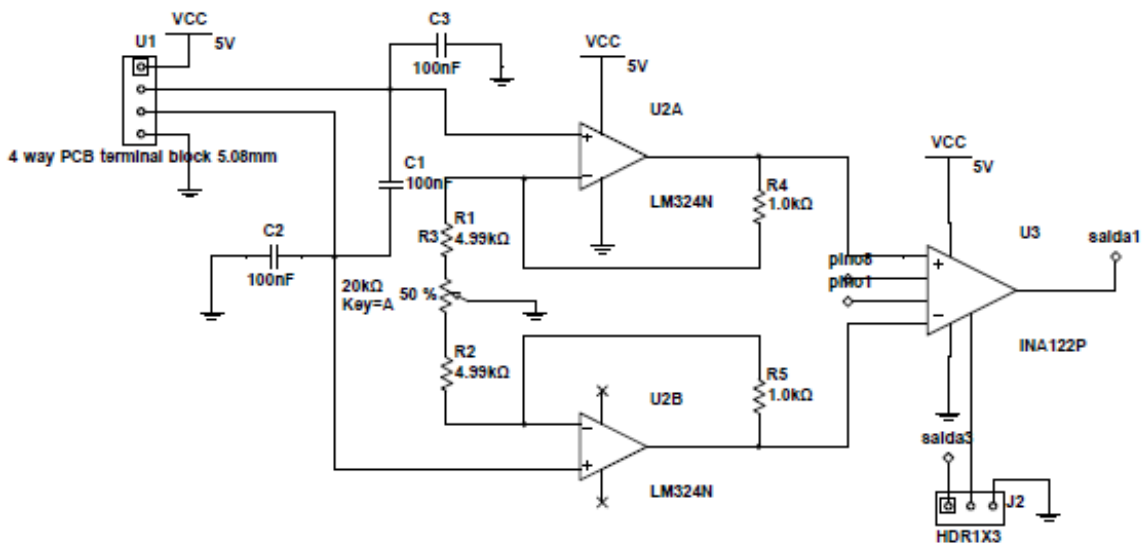 VCC
U1
5V
4 way PCB terminal block 5.08mm
C3
100nF
VCC
5V
U2A
LM324N
C1
100nF
C2
100nF
R1
R3
4.99kΩ
20kΩ
50 %
Key=A
R2
4.99kΩ
R4
1.0kΩ
R5
1.0kΩ
U2B
LM324N
VCC
5V
U3
saida1
pino8
pino1
INA122P
saida3
J2
HDR1X3